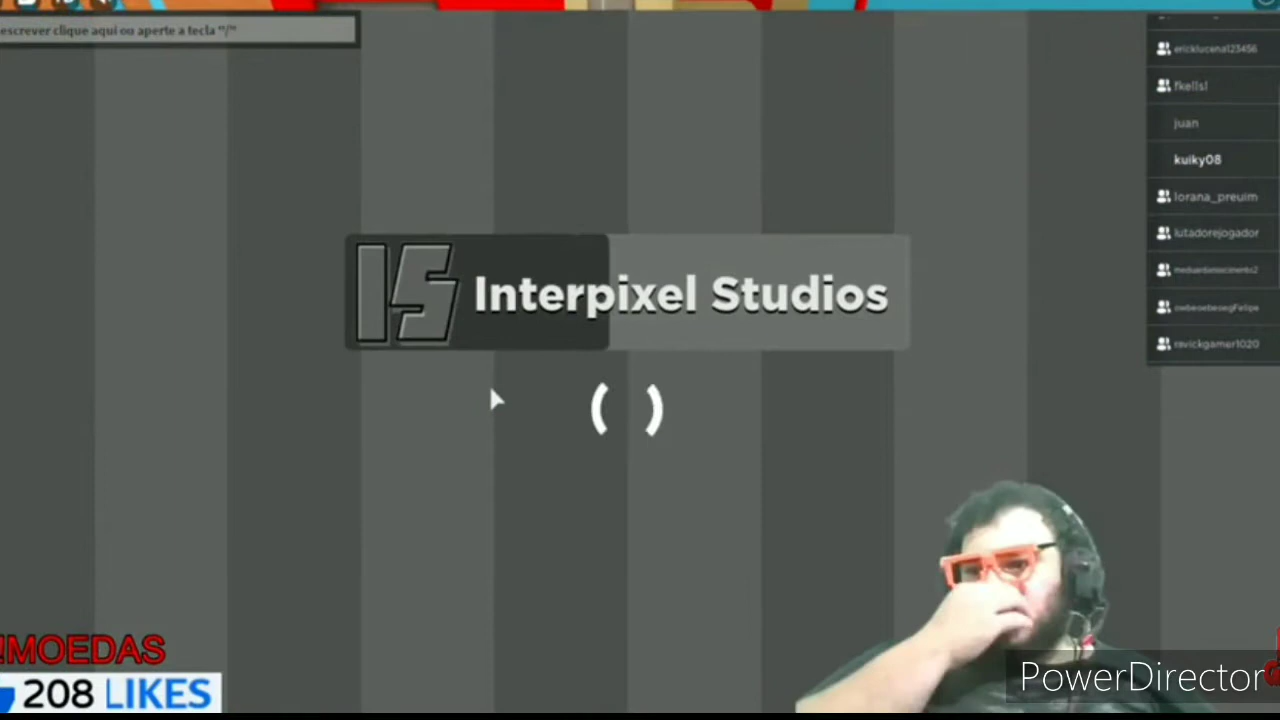 escrever clique aqui ou aperte a tecla "/"
ericklucena123456
fkells1
juan
kuiky08
lorana_preuim
lutadorejogador
ravickgamer1020
IS Interpixel Studios
!MOEDAS
208 LIKES
PowerDirector